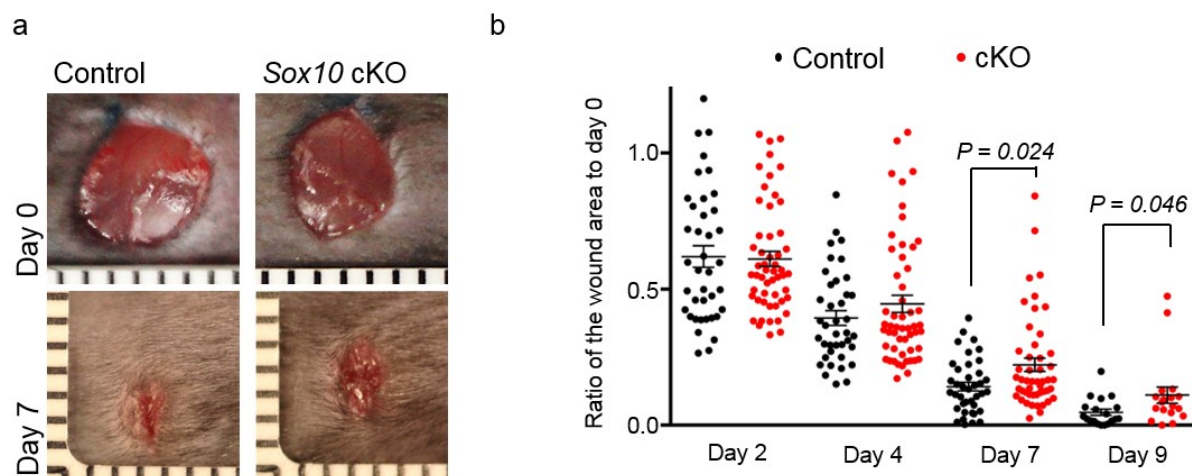 a
Control
Sox10 cKO
Day 0
Day 7
b
Control
cKO
Ratio of the wound area to day 0
1.0
0.5
0.0
P = 0.024
P = 0.046
Day 2
Day 4
Day 7
Day 9